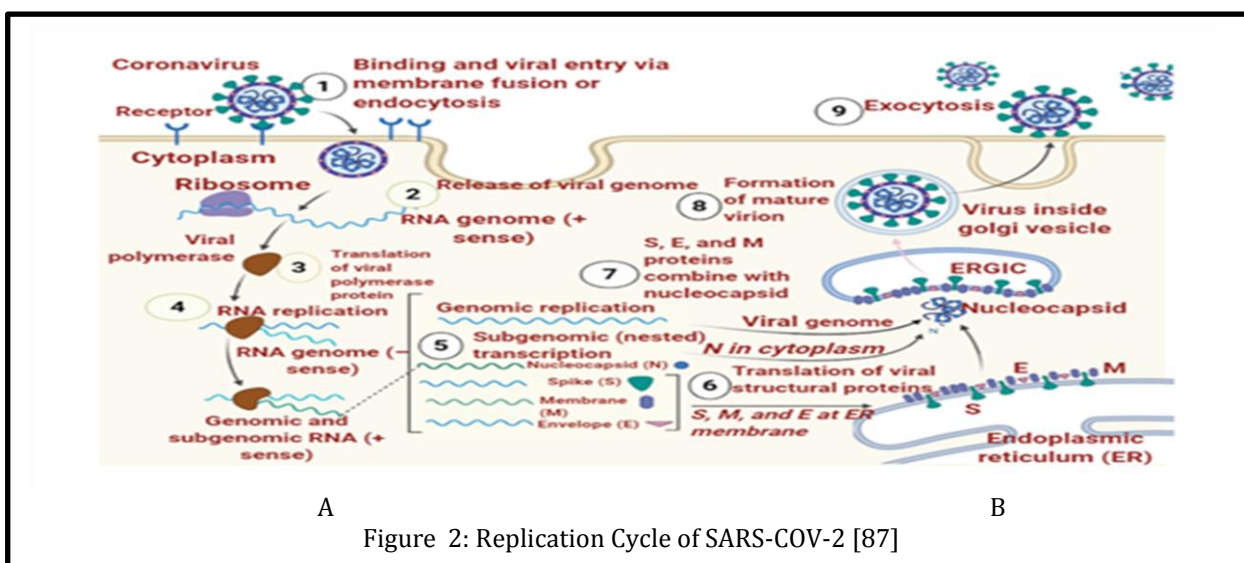 Coronavirus
Receptor
1
Binding and viral entry via
membrane fusion or
endocytosis
Cytoplasm
Ribosome
2
Release of viral genome
RNA genome (+
sense)
Viral
polymerase
3
Translation
of viral
polymerase
protein
4
RNA replication
RNA genome (–
sense)
Genomic and
subgenomic RNA (+
sense)
Genomic replication
5
Subgenomic (nested)
transcription
Nucleocapsid (N)
Spike (S)
Membrane
(M)
Envelope (E)
6
Translation of viral
structural proteins
S, M, and E at ER
membrane
Viral genome
N in cytoplasm
7
S, E, and M
proteins
combine with
nucleocapsid
8
Formation
of mature
virion
9
Exocytosis
Virus inside
golgi vesicle
ERGIC
Nucleocapsid
N
E
M
S
Endoplasmic
reticulum (ER)
A
B
Figure 2: Replication Cycle of SARS-COV-2 [87]